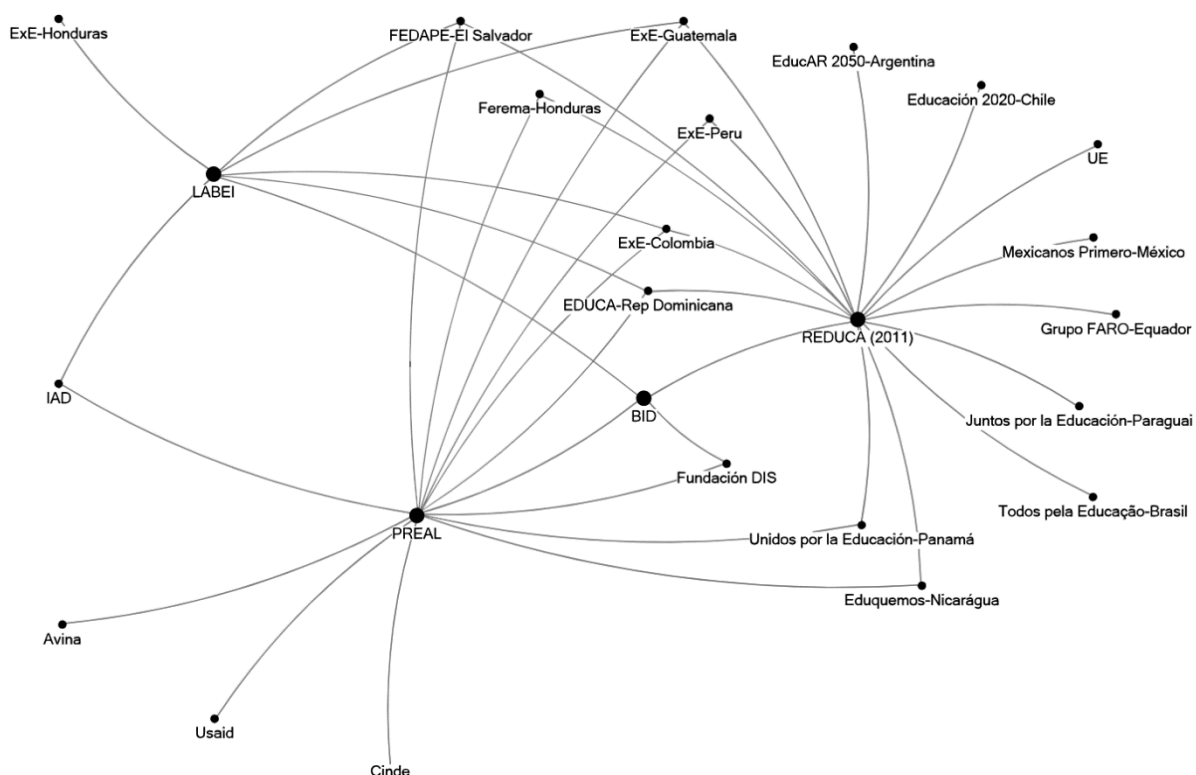 ExE-Honduras
FEDAPE-El Salvador
ExE-Guatemala
EducAR 2050-Argentina
Educación 2020-Chile
Ferema-Honduras
ExE-Peru
UE
LABEI
ExE-Colombia
Mexicanos Primero-México
EDUCA-Rep Dominicana
Grupo FARO-Equador
REDUCA (2011)
IAD
BID
Juntos por la Educación-Paraguai
Fundación DIS
Todos pela Educação-Brasil
PREAL
Unidos por la Educación-Panamá
Eduquemos-Nicarágua
Avina
Usaid
Cinde